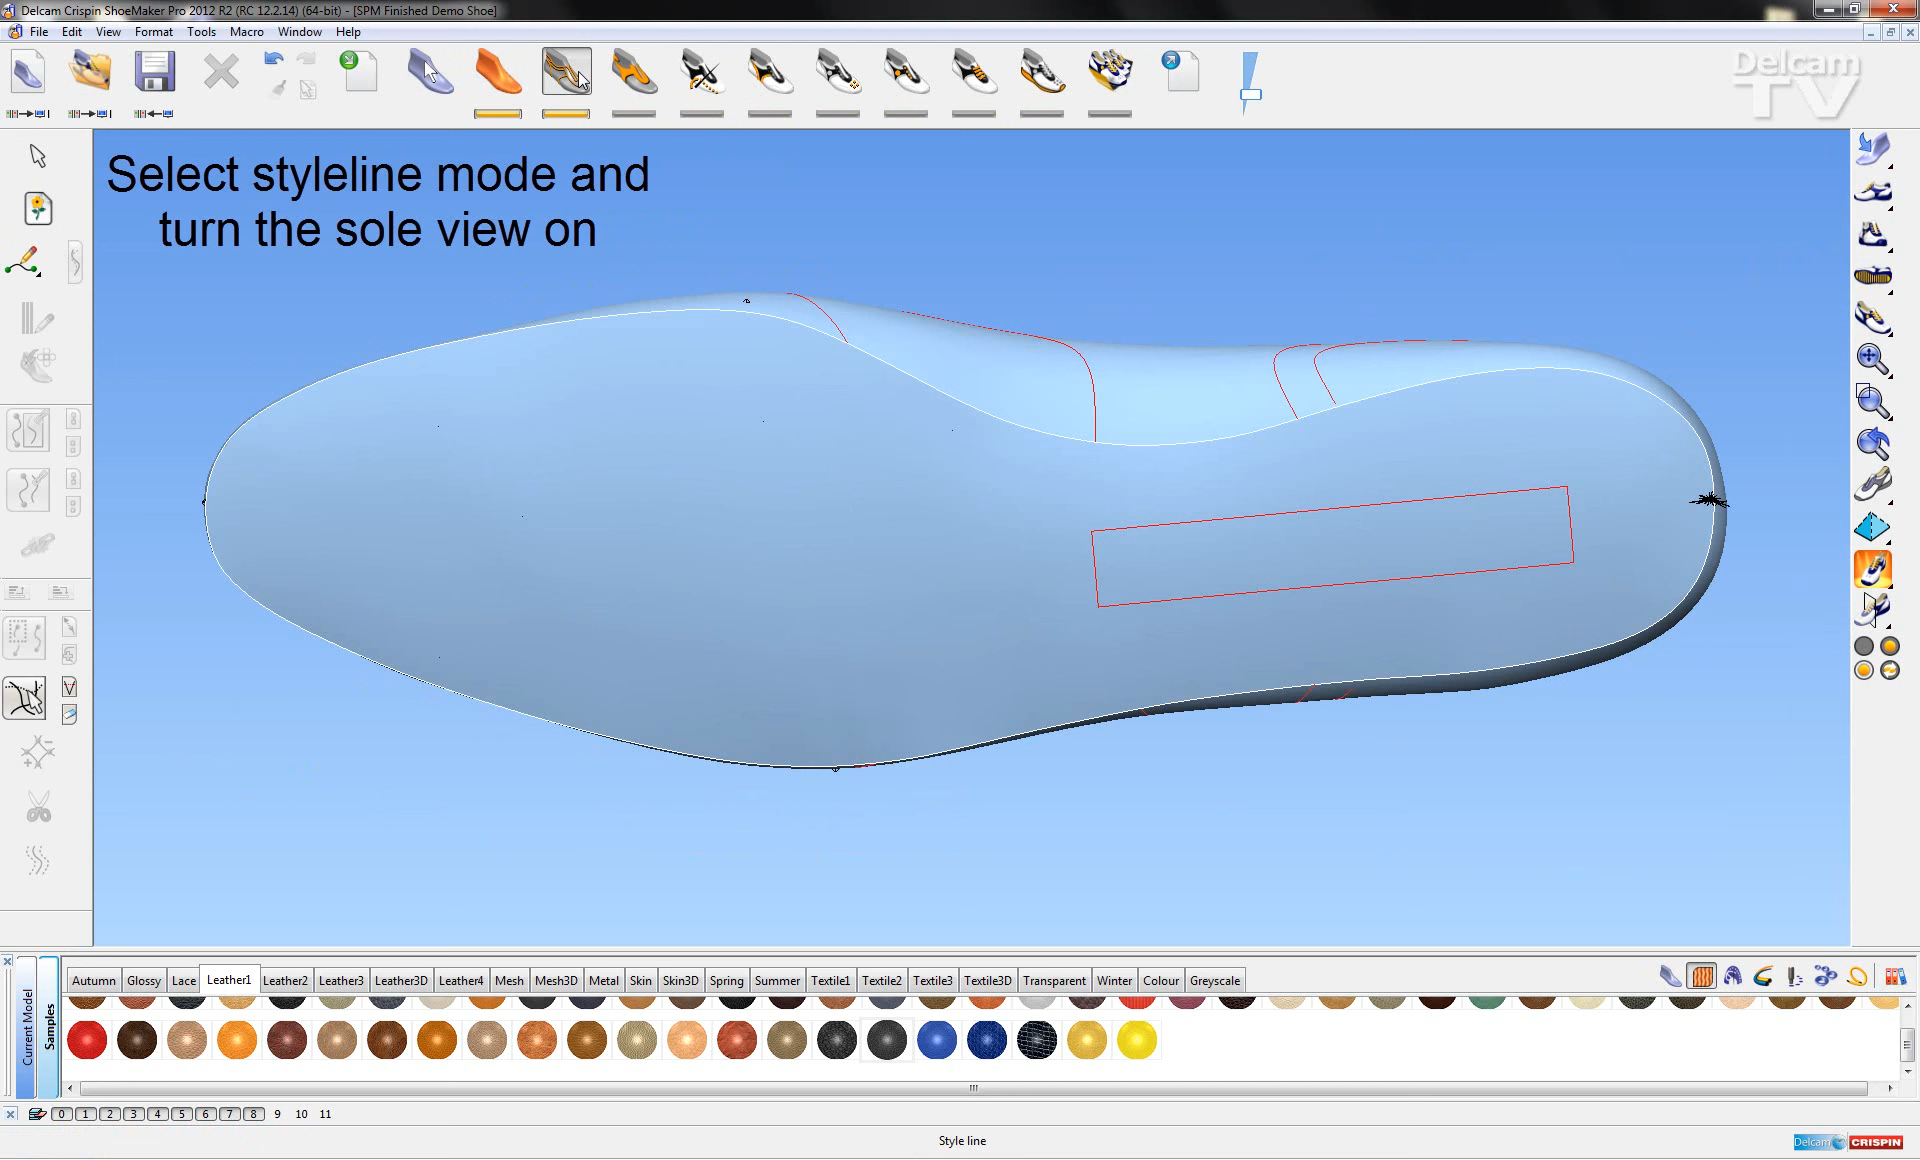 Delcam Crispin ShoeMaker Pro 2012 R2 (RC 12.2.14) (64-bit) - [SPM Finished Demo Shoe]
File Edit View Format Tools Macro Window Help
Delcam
TV
Select styleline mode and
turn the sole view on
Autumn Glossy Lace Leather1 Leather2 Leather3 Leather3D Leather4 Mesh Mesh3D Metal Skin Skin3D Spring Summer Textile1 Textile2 Textile3 Textile3D Transparent Winter Colour Greyscale
Current Model
Samples
0 1 2 3 4 5 6 7 8 9 10 11
Style line
Delcam CRISPIN